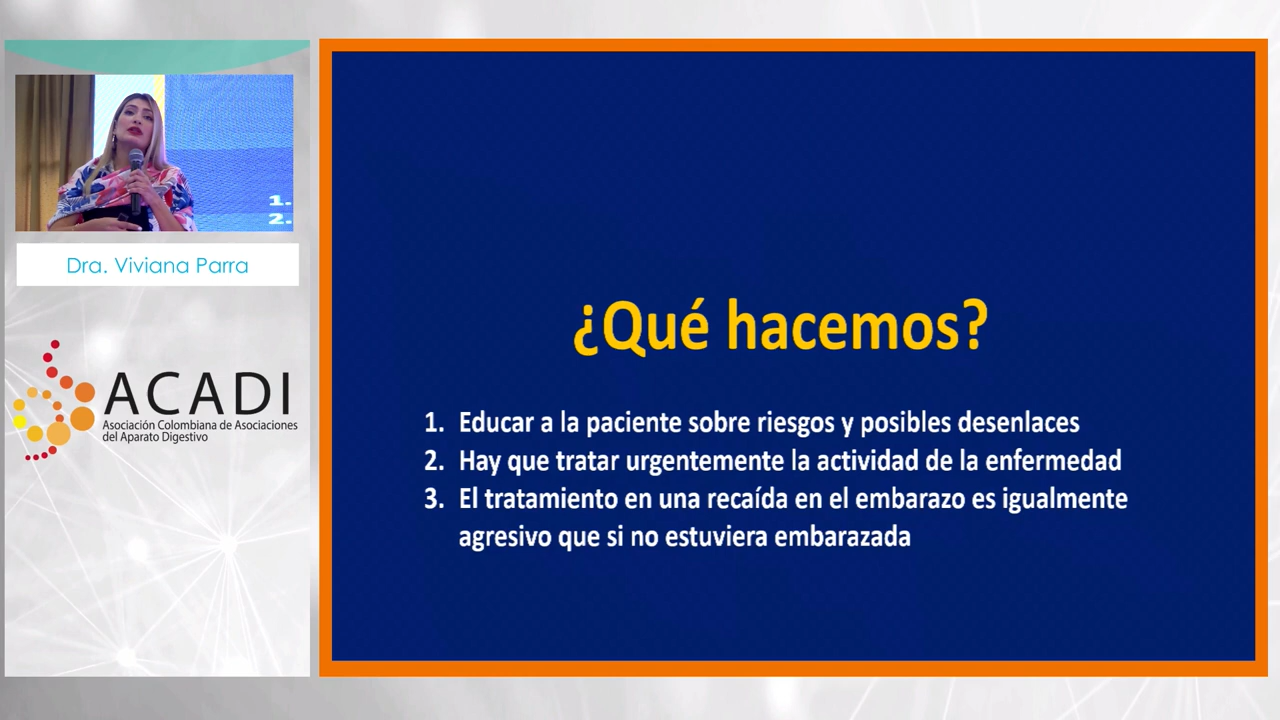 1.
2.
Dra. Viviana Parra
ACADI
Asociación Colombiana de Asociaciones
del Aparato Digestivo
¿Qué hacemos?
1. Educar a la paciente sobre riesgos y posibles desenlaces
2. Hay que tratar urgentemente la actividad de la enfermedad
3. El tratamiento en una recaída en el embarazo es igualmente
agresivo que si no estuviera embarazada